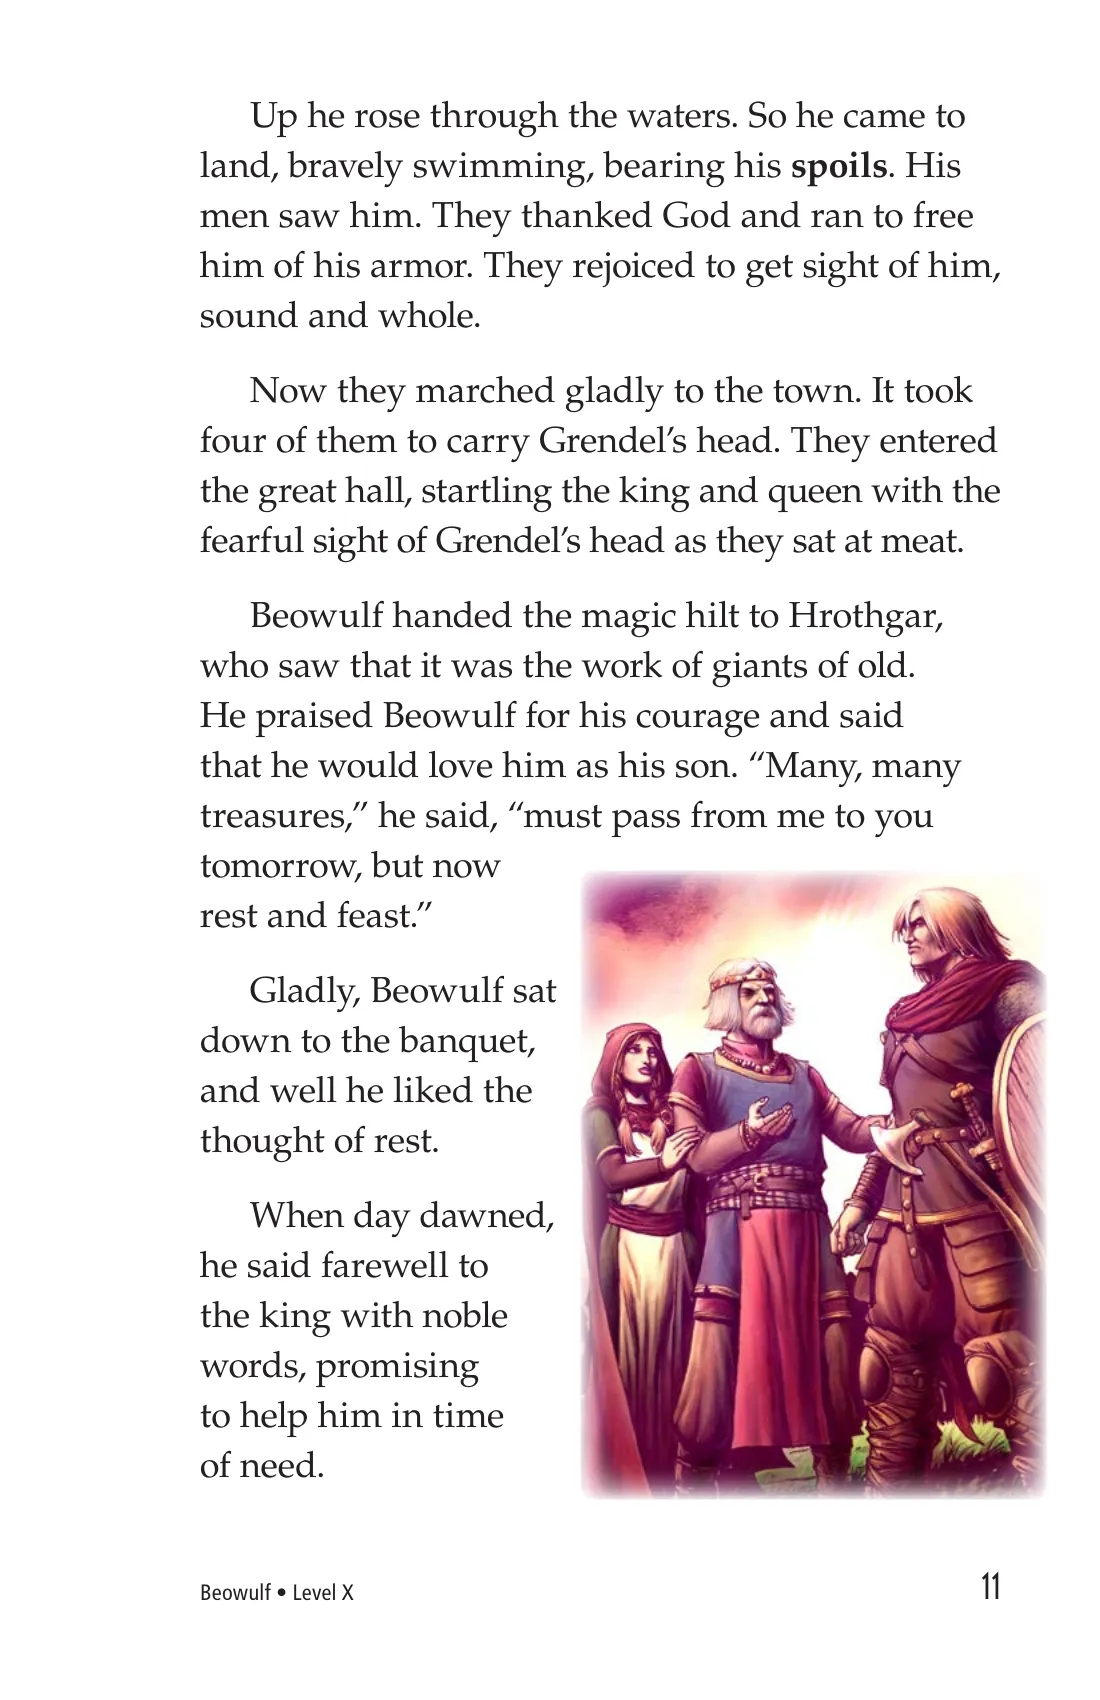 Up he rose through the waters. So he came to
land, bravely swimming, bearing his spoils. His
men saw him. They thanked God and ran to free
him of his armor. They rejoiced to get sight of him,
sound and whole.
Now they marched gladly to the town. It took
four of them to carry Grendel’s head. They entered
the great hall, startling the king and queen with the
fearful sight of Grendel’s head as they sat at meat.
Beowulf handed the magic hilt to Hrothgar,
who saw that it was the work of giants of old.
He praised Beowulf for his courage and said
that he would love him as his son. “Many, many
treasures,” he said, “must pass from me to you
tomorrow, but now
rest and feast.”
Gladly, Beowulf sat
down to the banquet,
and well he liked the
thought of rest.
When day dawned,
he said farewell to
the king with noble
words, promising
to help him in time
of need.
Beowulf • Level X
11